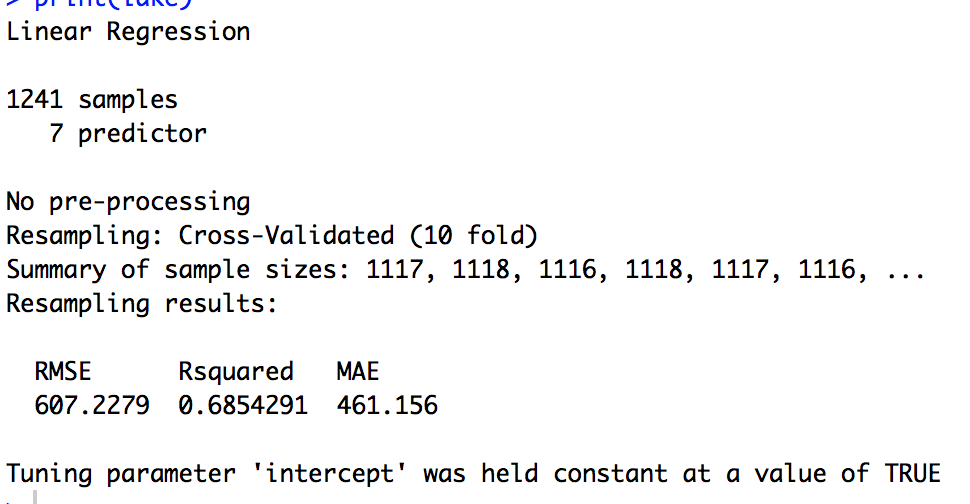 > print(lake)
Linear Regression
1241 samples
7 predictor
No pre-processing
Resampling: Cross-Validated (10 fold)
Summary of sample sizes: 1117, 1118, 1116, 1118, 1117, 1116, ...
Resampling results:
RMSE Rsquared MAE
607.2279 0.6854291 461.156
Tuning parameter 'intercept' was held constant at a value of TRUE
>